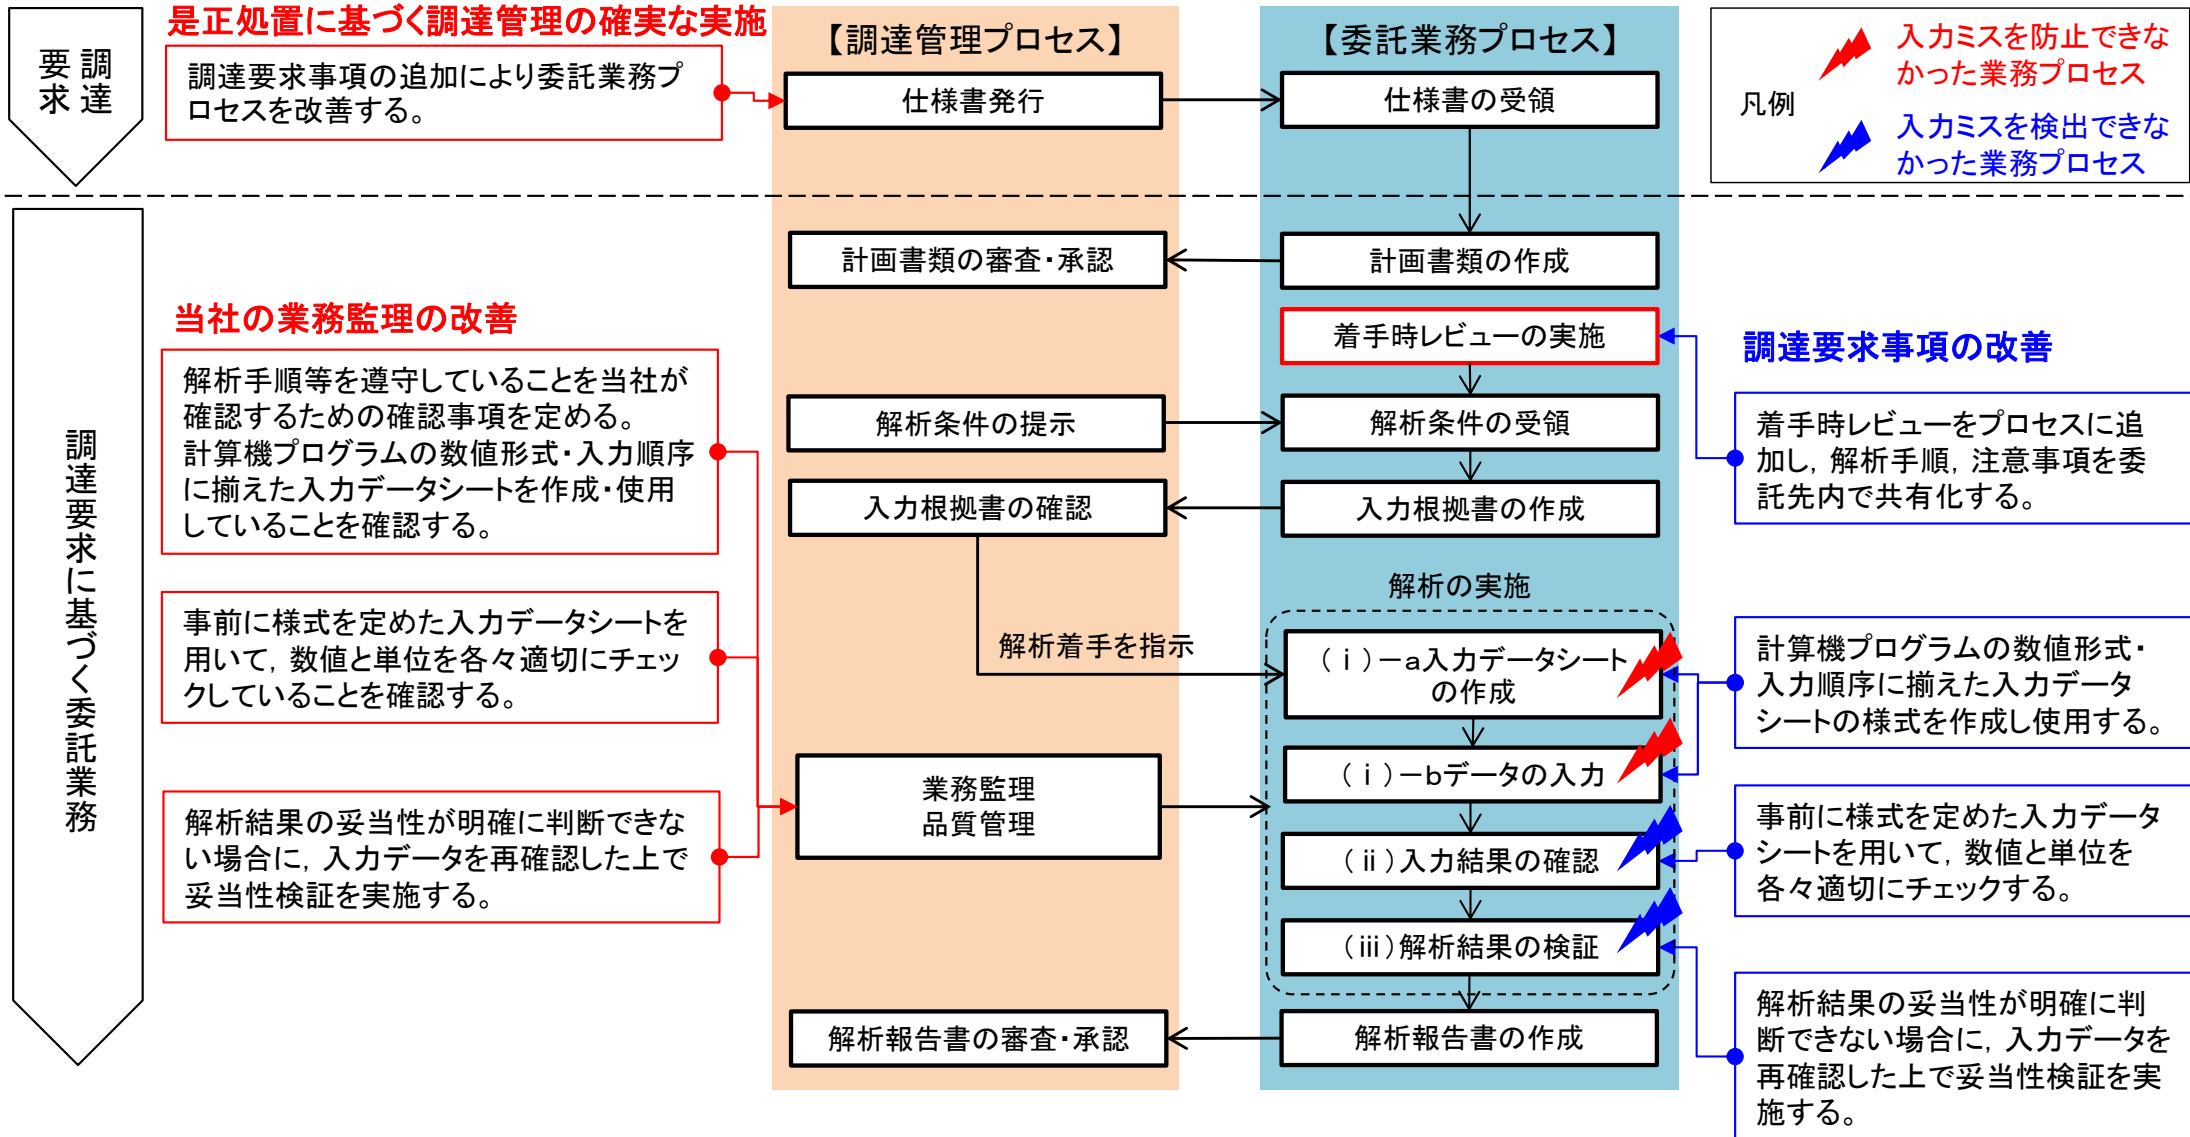 調達
要求
是正処置に基づく調達管理の確実な実施
調達要求事項の追加により委託業務プ
ロセスを改善する。
【調達管理プロセス】
【委託業務プロセス】
仕様書発行
仕様書の受領
凡例
入力ミスを防止できな
かった業務プロセス
入力ミスを検出できな
かった業務プロセス
調達要求に基づく委託業務
計画書類の審査・承認
計画書類の作成
当社の業務監理の改善
着手時レビューの実施
調達要求事項の改善
解析手順等を遵守していることを当社が
確認するための確認事項を定める。
計算機プログラムの数値形式・入力順序
に揃えた入力データシートを作成・使用
していることを確認する。
解析条件の提示
解析条件の受領
着手時レビューをプロセスに追
加し，解析手順，注意事項を委
託先内で共有化する。
入力根拠書の確認
入力根拠書の作成
解析の実施
事前に様式を定めた入力データシートを
用いて，数値と単位を各々適切にチェッ
クしていることを確認する。
解析着手を指示
（ⅰ）－a入力データシート
の作成
計算機プログラムの数値形式・
入力順序に揃えた入力データ
シートの様式を作成し使用する。
（ⅰ）－bデータの入力
業務監理
品質管理
解析結果の妥当性が明確に判断できな
い場合に，入力データを再確認した上で
妥当性検証を実施する。
（ⅱ）入力結果の確認
事前に様式を定めた入力データ
シートを用いて，数値と単位を
各々適切にチェックする。
（ⅲ）解析結果の検証
解析報告書の審査・承認
解析報告書の作成
解析結果の妥当性が明確に判
断できない場合に，入力データを
再確認した上で妥当性検証を実
施する。